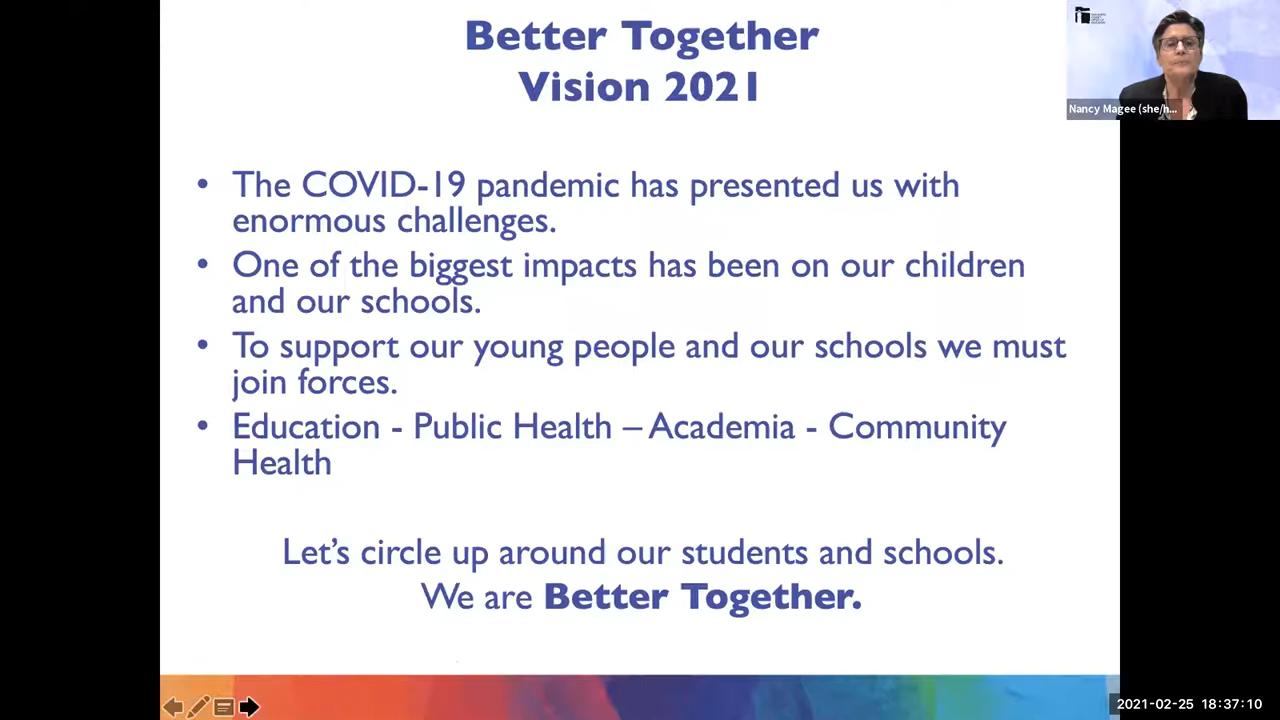 Better Together
Vision 2021
• The COVID-19 pandemic has presented us with
enormous challenges.
• One of the biggest impacts has been on our children
and our schools.
• To support our young people and our schools we must
join forces.
• Education - Public Health – Academia - Community
Health
Let’s circle up around our students and schools.
We are Better Together.
Nancy Magee (she/h...
2021-02-25 18:37:10